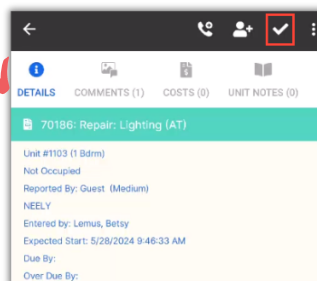 DETAILS COMMENTS (1) COSTS (0) UNIT NOTES (0)
70186: Repair: Lighting (AT)
Unit #1103 (1 Bdrm)
Not Occupied
Reported By: Guest (Medium)
NEELY
Entered by: Lemus, Betsy
Expected Start: 5/28/2024 9:46:33 AM
Due By:
Over Due By: